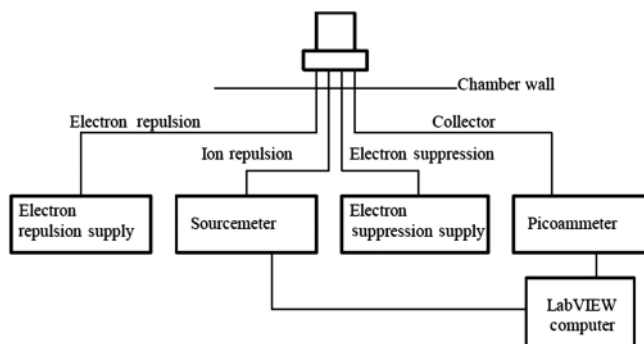 Chamber wall
Electron repulsion
Collector
Ion repulsion
Electron suppression
Electron
repulsion supply
Sourcemeter
Electron
suppression supply
Picoammeter
LabVIEW
computer